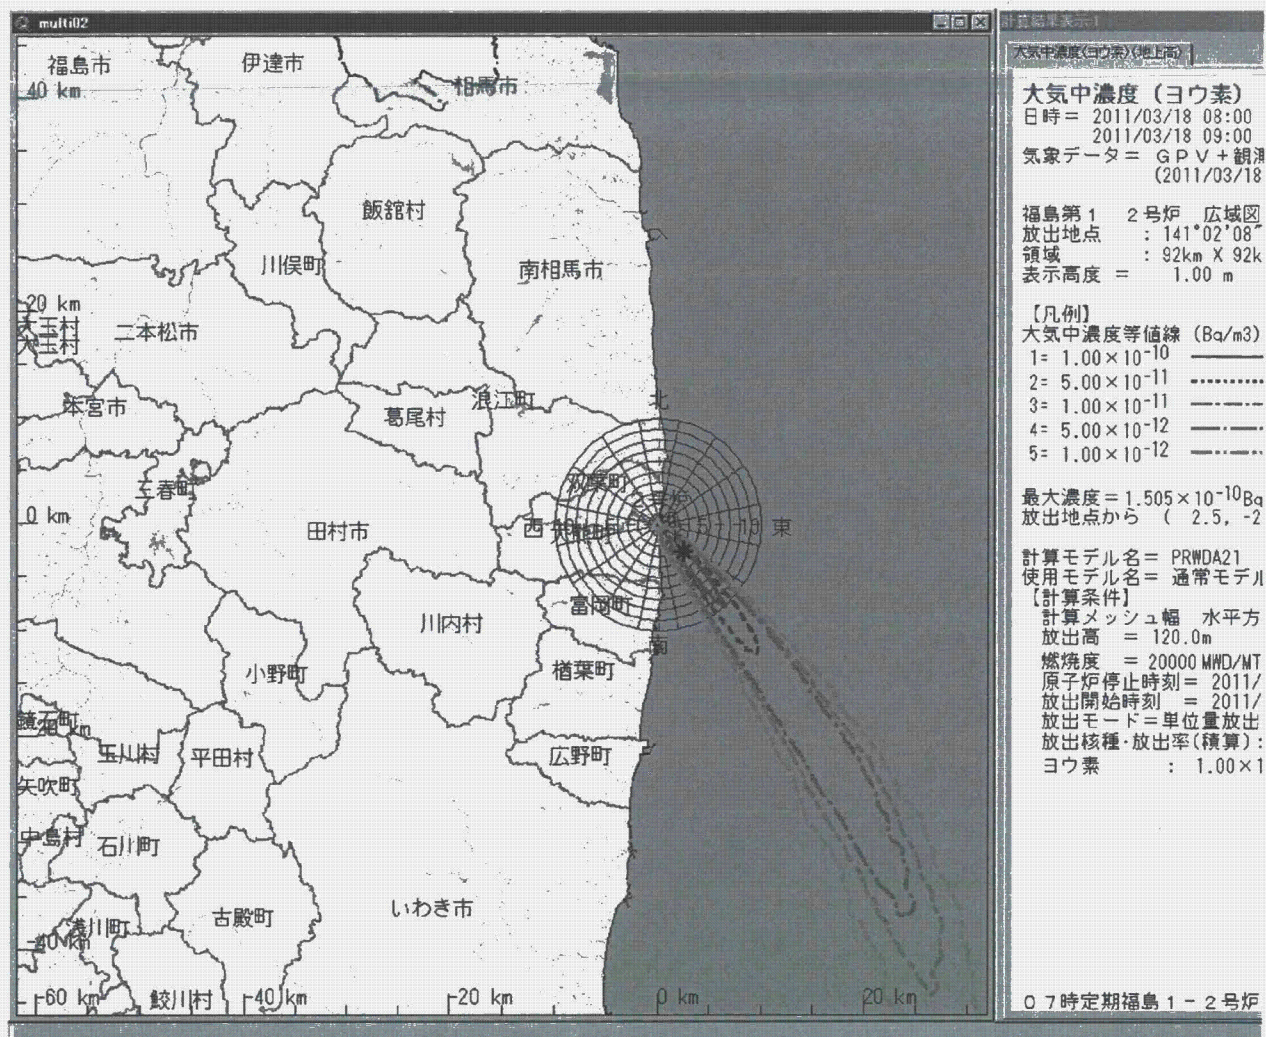 multi02
福島市
伊達市
相馬市
40 km
飯舘村
川俣町
南相馬市
20 km
大玉村
大玉村
二本松市
本宮市
浪江町
北
葛尾村
三春町
双葉町
0 km
田村市
西
東
富岡町
川内村
南
小野町
楢葉町
鏡石町
玉川村
平田村
広野町
矢吹町
中島村
石川町
浅川町
古殿町
いわき市
-40 km
-60 km
鮫川村
-40 km
-20 km
0 km
20 km
計算結果表示-1
大気中濃度(ヨウ素)(地上高)
大気中濃度（ヨウ素）
日時＝ 2011/03/18 08:00
2011/03/18 09:00
気象データ＝ ＧＰＶ＋観測
(2011/03/18
福島第１ ２号炉 広域図
放出地点 : 141°02'08"
領域 : 92km X 92k
表示高度 ＝ 1.00 m
【凡例】
大気中濃度等値線 (Bq/m3)
1= 1.00×10-10
2= 5.00×10-11
3= 1.00×10-11
4= 5.00×10-12
5= 1.00×10-12
最大濃度＝1.505×10-10Bq
放出地点から ( 2.5, -2
計算モデル名＝ PRWDA21
使用モデル名＝ 通常モデル
【計算条件】
計算メッシュ幅 水平方
放出高 ＝ 120.0m
燃焼度 ＝ 20000 MWD/MT
原子炉停止時刻＝ 2011/
放出開始時刻 ＝ 2011/
放出モード＝単位量放出
放出核種･放出率(積算):
ヨウ素 : 1.00×1
０７時定期福島１－２号炉